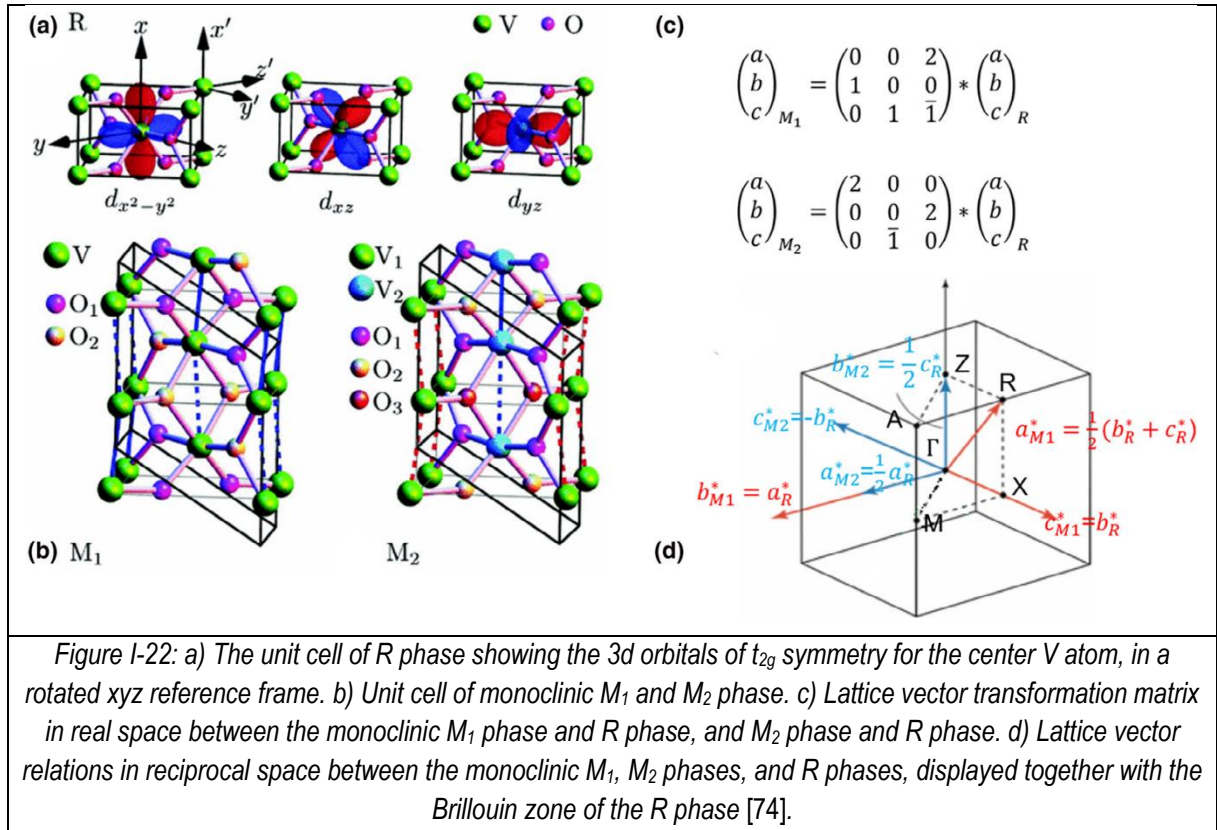 (a) R
V O
x
x'
z'
y'
y
z
d_{x²−y²}
d_{xz}
d_{yz}
V
O₁
O₂
V₁
V₂
O₁
O₂
O₃
(b) M₁
M₂
(c)
(a b c)_{M₁} = (0 0 2; 1 0 0; 0 1 1̄) * (a b c)_R
(a b c)_{M₂} = (2 0 0; 0 0 2; 0 1̄ 0) * (a b c)_R
b*_{M2} = 1/2 c*_R
Z
R
A
c*_{M2}=-b*_R
Γ
a*_{M1} = 1/2 (b*_R + c*_R)
a*_{M2}=1/2 a*_R
b*_{M1} = a*_R
X
M
c*_{M1}=b*_R
(d)
Figure I-22: a) The unit cell of R phase showing the 3d orbitals of t₂g symmetry for the center V atom, in a
rotated xyz reference frame. b) Unit cell of monoclinic M₁ and M₂ phase. c) Lattice vector transformation matrix
in real space between the monoclinic M₁ phase and R phase, and M₂ phase and R phase. d) Lattice vector
relations in reciprocal space between the monoclinic M₁, M₂ phases, and R phases, displayed together with the
Brillouin zone of the R phase [74].